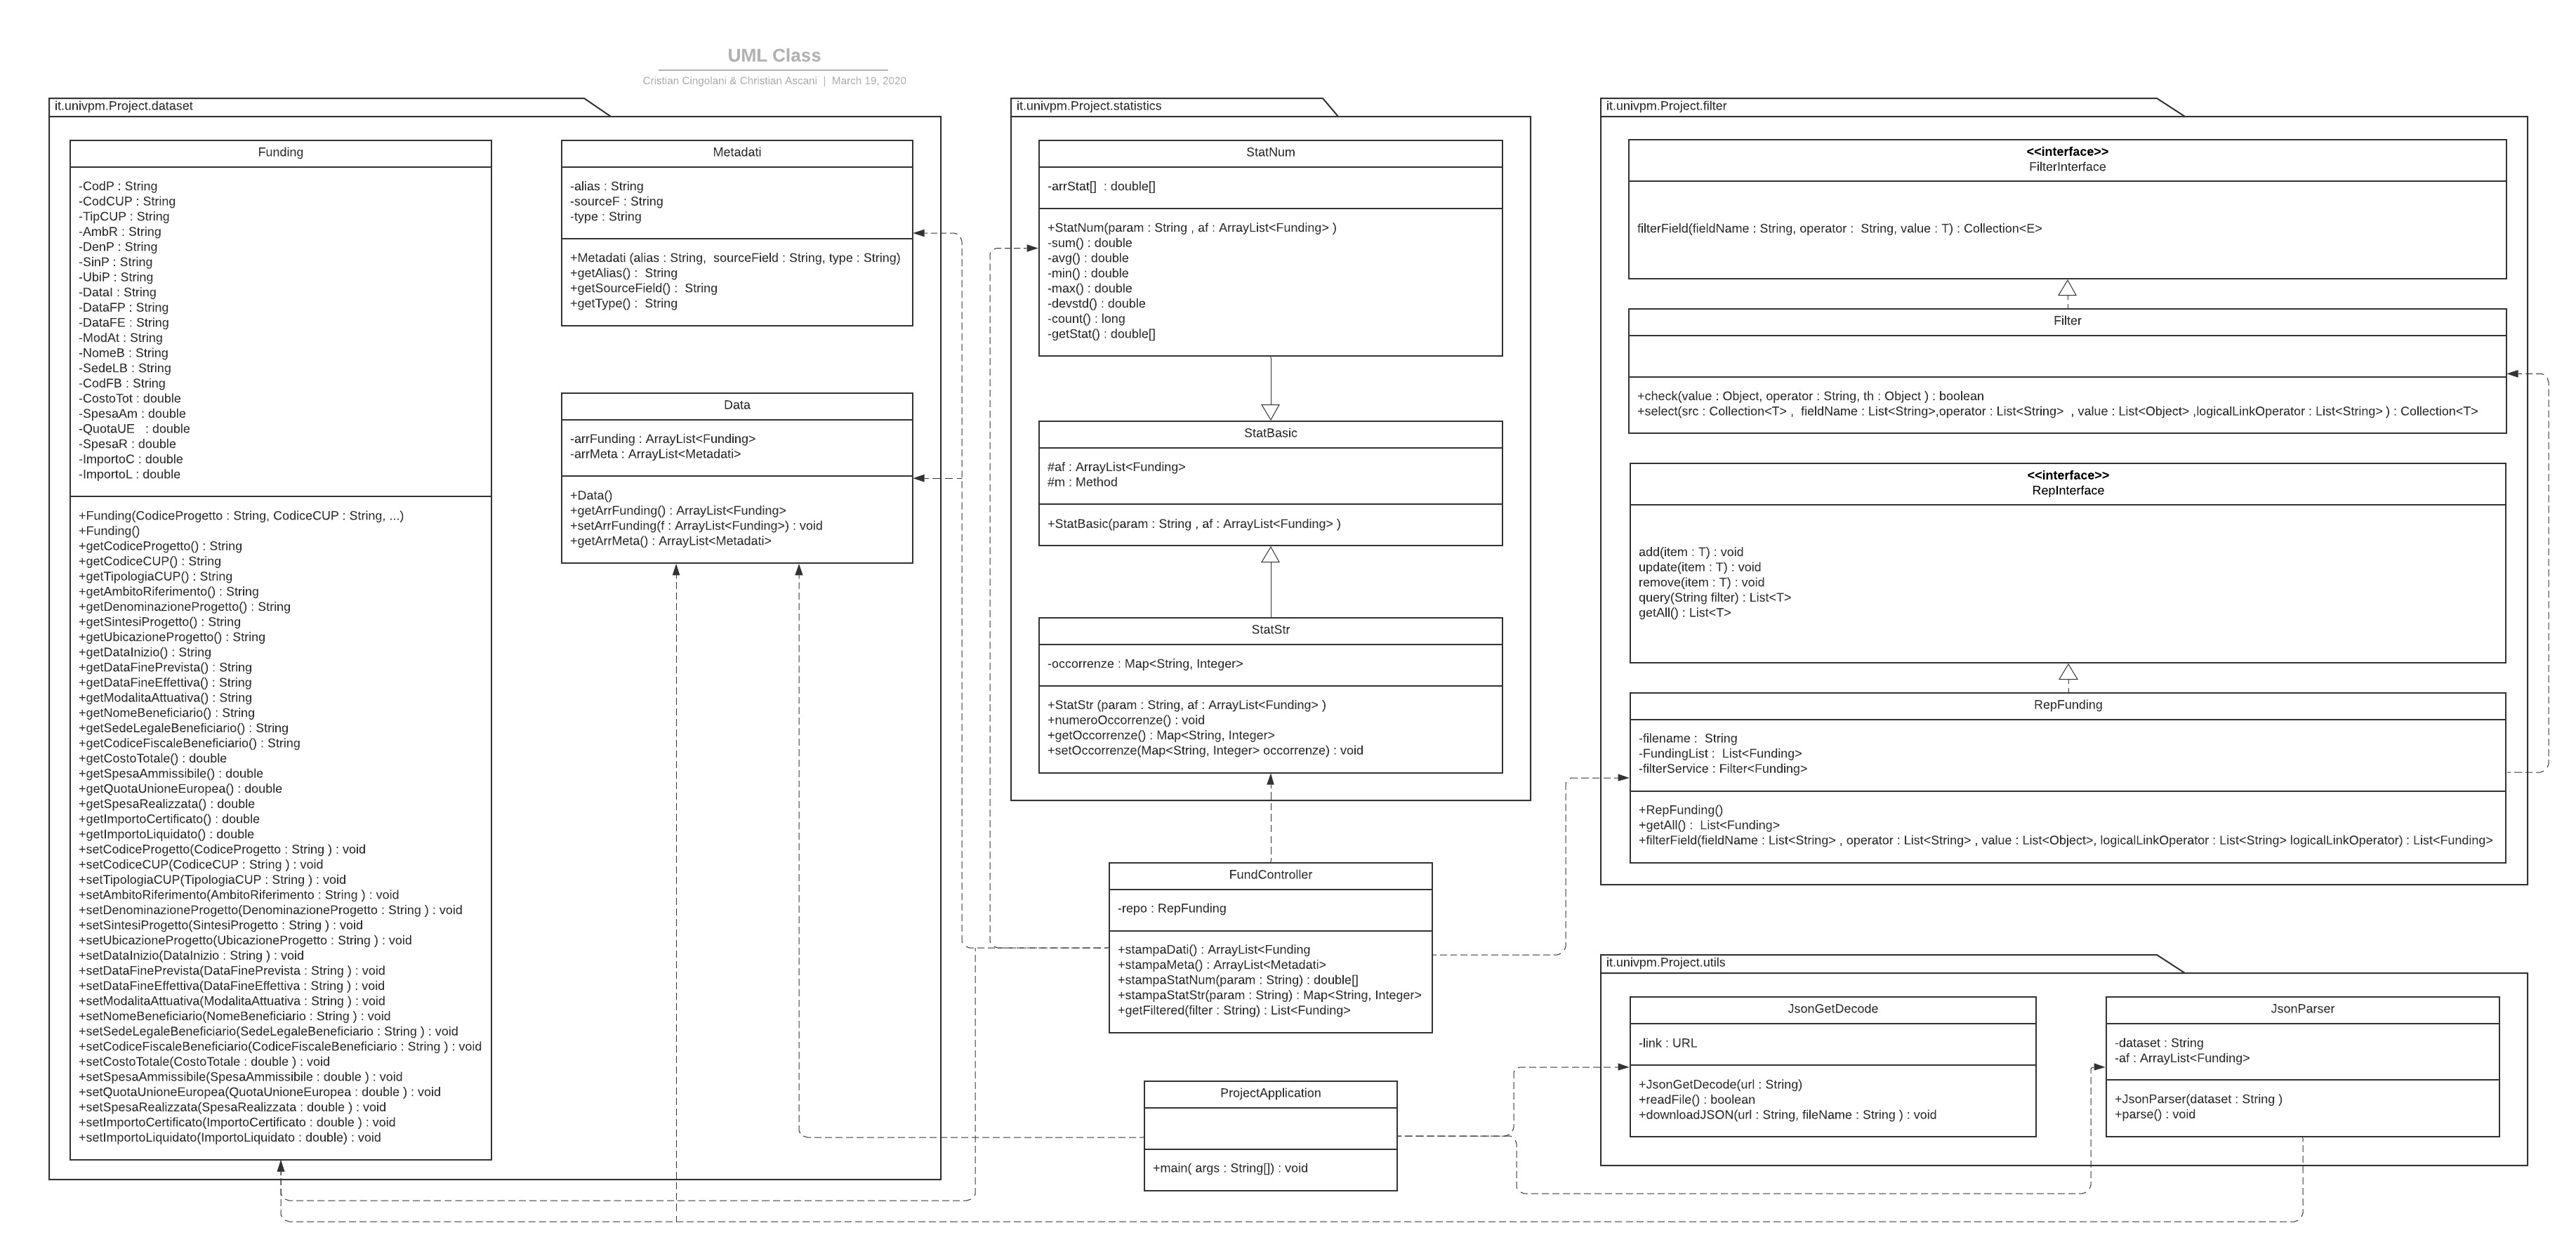 UML Class
Cristian Cingolani & Christian Ascani | March 19, 2020
it.univpm.Project.dataset
Funding
-CodP : String
-CodCUP : String
-TipCUP : String
-AmbR : String
-DenP : String
-SinP : String
-UbiP : String
-DataI : String
-DataFP : String
-DataFE : String
-ModAt : String
-NomeB : String
-SedeLB : String
-CodFB : String
-CostoTot : double
-SpesaAm : double
-QuotaUE : double
-SpesaR : double
-ImportoC : double
-ImportoL : double
+Funding(CodiceProgetto : String, CodiceCUP : String, ...)
+Funding()
+getCodiceProgetto() : String
+getCodiceCUP() : String
+getTipologiaCUP() : String
+getAmbitoRiferimento() : String
+getDenominazioneProgetto() : String
+getSintesiProgetto() : String
+getUbicazioneProgetto() : String
+getDataInizio() : String
+getDataFinePrevista() : String
+getDataFineEffettiva() : String
+getModalitaAttuativa() : String
+getNomeBeneficiario() : String
+getSedeLegaleBeneficiario() : String
+getCodiceFiscaleBeneficiario() : String
+getCostoTotale() : double
+getSpesaAmmissibile() : double
+getQuotaUnioneEuropea() : double
+getSpesaRealizzata() : double
+getImportoCertificato() : double
+getImportoLiquidato() : double
+setCodiceProgetto(CodiceProgetto : String ) : void
+setCodiceCUP(CodiceCUP : String ) : void
+setTipologiaCUP(TipologiaCUP : String ) : void
+setAmbitoRiferimento(AmbitoRiferimento : String ) : void
+setDenominazioneProgetto(DenominazioneProgetto : String ) : void
+setSintesiProgetto(SintesiProgetto : String ) : void
+setUbicazioneProgetto(UbicazioneProgetto : String ) : void
+setDataInizio(DataInizio : String ) : void
+setDataFinePrevista(DataFinePrevista : String ) : void
+setDataFineEffettiva(DataFineEffettiva : String ) : void
+setModalitaAttuativa(ModalitaAttuativa : String ) : void
+setNomeBeneficiario(NomeBeneficiario : String ) : void
+setSedeLegaleBeneficiario(SedeLegaleBeneficiario : String ) : void
+setCodiceFiscaleBeneficiario(CodiceFiscaleBeneficiario : String ) : void
+setCostoTotale(CostoTotale : double ) : void
+setSpesaAmmissibile(SpesaAmmissibile : double ) : void
+setQuotaUnioneEuropea(QuotaUnioneEuropea : double ) : void
+setSpesaRealizzata(SpesaRealizzata : double ) : void
+setImportoCertificato(ImportoCertificato : double ) : void
+setImportoLiquidato(ImportoLiquidato : double) : void
Metadati
-alias : String
-sourceF : String
-type : String
+Metadati (alias : String, sourceField : String, type : String)
+getAlias() : String
+getSourceField() : String
+getType() : String
Data
-arrFunding : ArrayList<Funding>
-arrMeta : ArrayList<Metadati>
+Data()
+getArrFunding() : ArrayList<Funding>
+setArrFunding(f : ArrayList<Funding>) : void
+getArrMeta() : ArrayList<Metadati>
it.univpm.Project.statistics
StatNum
-arrStat[] : double[]
+StatNum(param : String , af : ArrayList<Funding> )
-sum() : double
-avg() : double
-min() : double
-max() : double
-devstd() : double
-count() : long
-getStat() : double[]
StatBasic
#af : ArrayList<Funding>
#m : Method
+StatBasic(param : String , af : ArrayList<Funding> )
StatStr
-occorrenze : Map<String, Integer>
+StatStr (param : String, af : ArrayList<Funding> )
+numeroOccorrenze() : void
+getOccorrenze() : Map<String, Integer>
+setOccorrenze(Map<String, Integer> occorrenze) : void
FundController
-repo : RepFunding
+stampaDati() : ArrayList<Funding
+stampaMeta() : ArrayList<Metadati>
+stampaStatNum(param : String) : double[]
+stampaStatStr(param : String) : Map<String, Integer>
+getFiltered(filter : String) : List<Funding>
ProjectApplication
+main( args : String[]) : void
it.univpm.Project.filter
<<interface>>
FilterInterface
filterField(fieldName : String, operator : String, value : T) : Collection<E>
Filter
+check(value : Object, operator : String, th : Object ) : boolean
+select(src : Collection<T> , fieldName : List<String>,operator : List<String> , value : List<Object> ,logicalLinkOperator : List<String> ) : Collection<T>
<<interface>>
RepInterface
add(item : T) : void
update(item : T) : void
remove(item : T) : void
query(String filter) : List<T>
getAll() : List<T>
RepFunding
-filename : String
-FundingList : List<Funding>
-filterService : Filter<Funding>
+RepFunding()
+getAll() : List<Funding>
+filterField(fieldName : List<String> , operator : List<String> , value : List<Object>, logicalLinkOperator : List<String> logicalLinkOperator) : List<Funding>
it.univpm.Project.utils
JsonGetDecode
-link : URL
+JsonGetDecode(url : String)
+readFile() : boolean
+downloadJSON(url : String, fileName : String ) : void
JsonParser
-dataset : String
-af : ArrayList<Funding>
+JsonParser(dataset : String )
+parse() : void